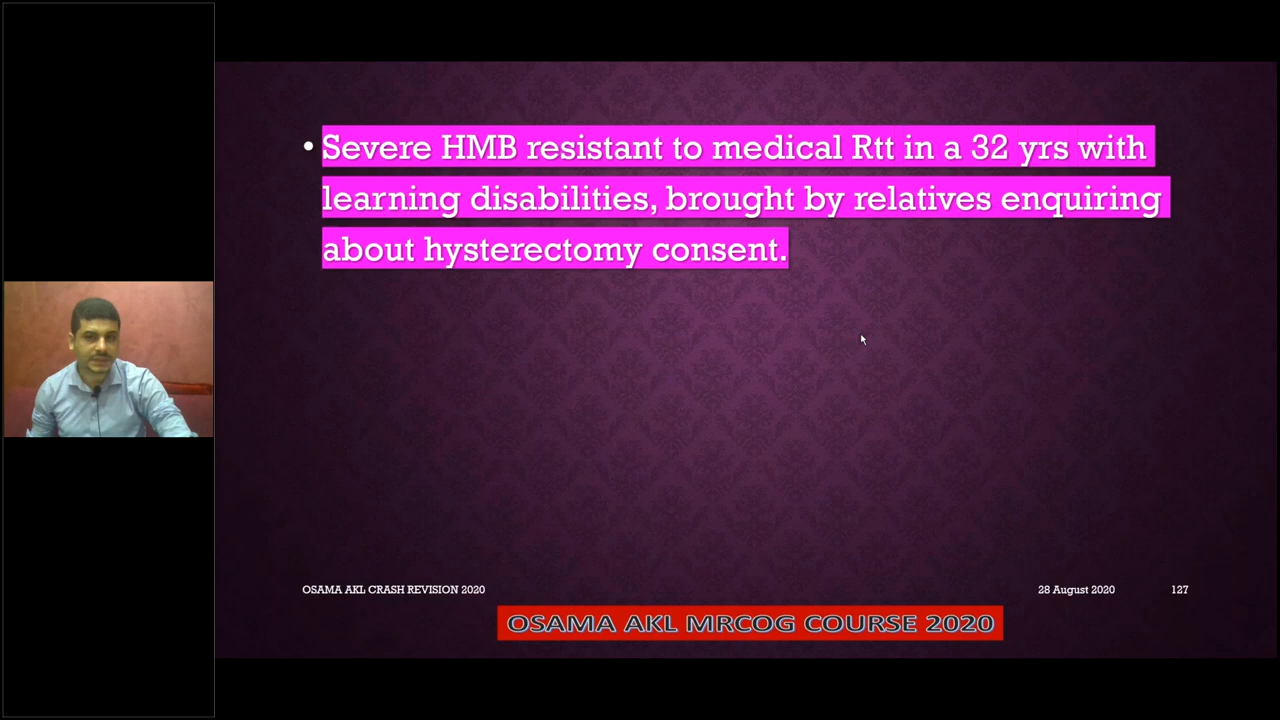 • Severe HMB resistant to medical Rtt in a 32 yrs with
learning disabilities, brought by relatives enquiring
about hysterectomy consent.
OSAMA AKL CRASH REVISION 2020 28 August 2020 127
OSAMA AKL MRCOG COURSE 2020